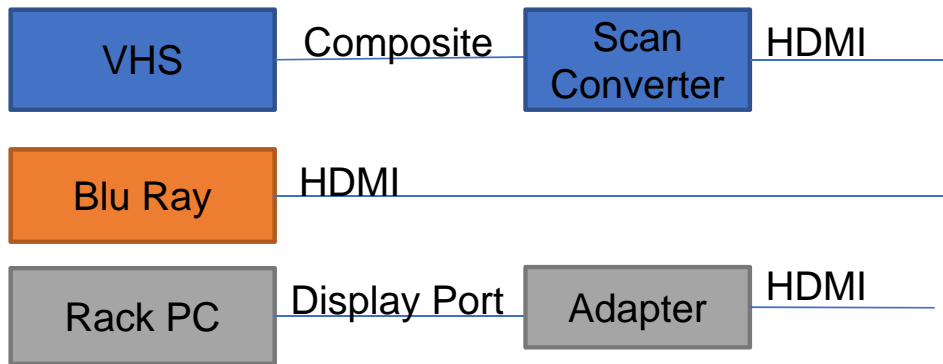 VHS
Composite
Scan
Converter
HDMI
Blu Ray
HDMI
Rack PC
Display Port
Adapter
HDMI